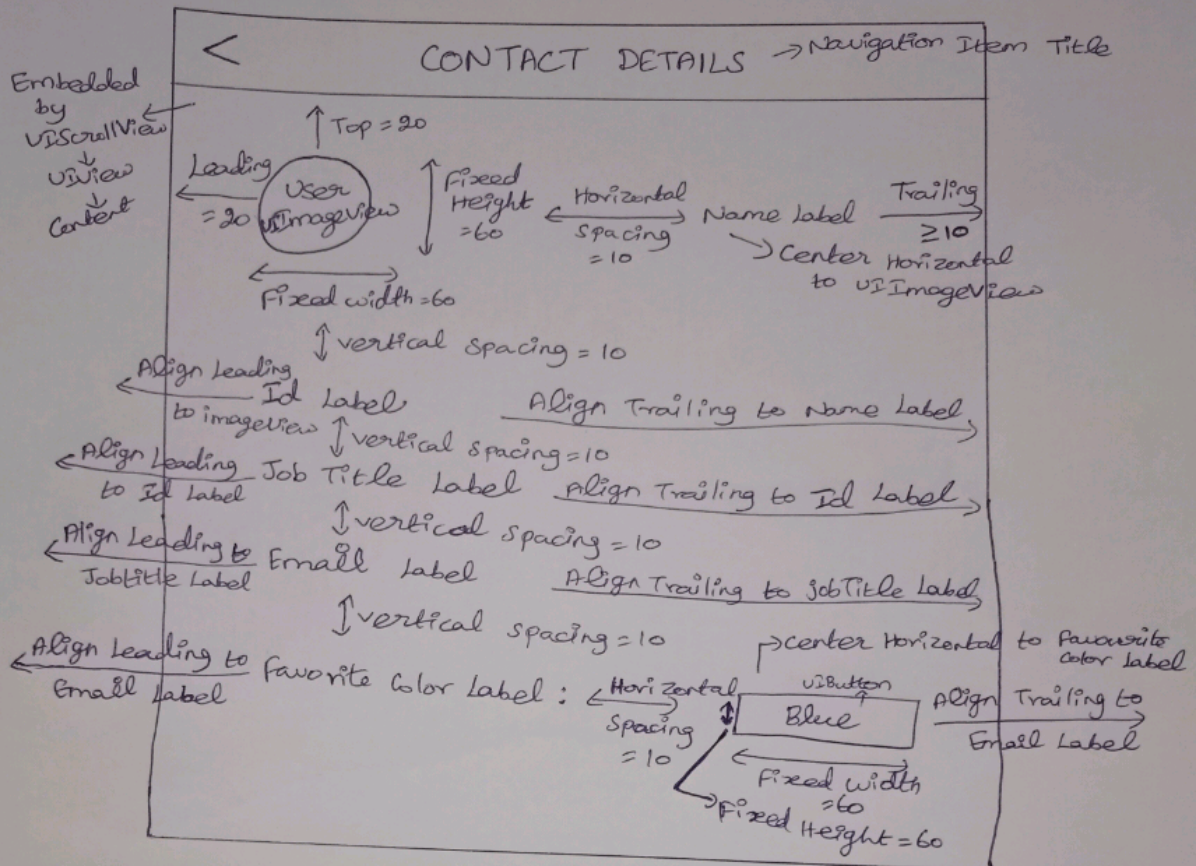 < CONTACT DETAILS → Navigation Item Title
Embedded
by
UIScrollView
↓
UIView
↓
Content
Top = 20
Leading
= 20
User
UIImageView
Fixed
Height
= 60
Horizontal
Spacing
= 10
Name Label
Trailing
≥10
Center Horizontal
to UIImageView
Fixed width = 60
vertical spacing = 10
Align Leading
to imageview
Id Label
Align Trailing to Name Label
vertical spacing = 10
Align Leading
to Id Label
Job Title Label
Align Trailing to Id Label
vertical spacing = 10
Align Leading to
Jobtitle Label
Email Label
Align Trailing to jobTitle Label
vertical spacing = 10
Center Horizontal to Favourite
Color Label
Align Leading to
Email Label
Favorite Color Label :
Horizontal
Spacing
= 10
UIButton
Blue
Align Trailing to
Email Label
Fixed width
= 60
Fixed Height = 60